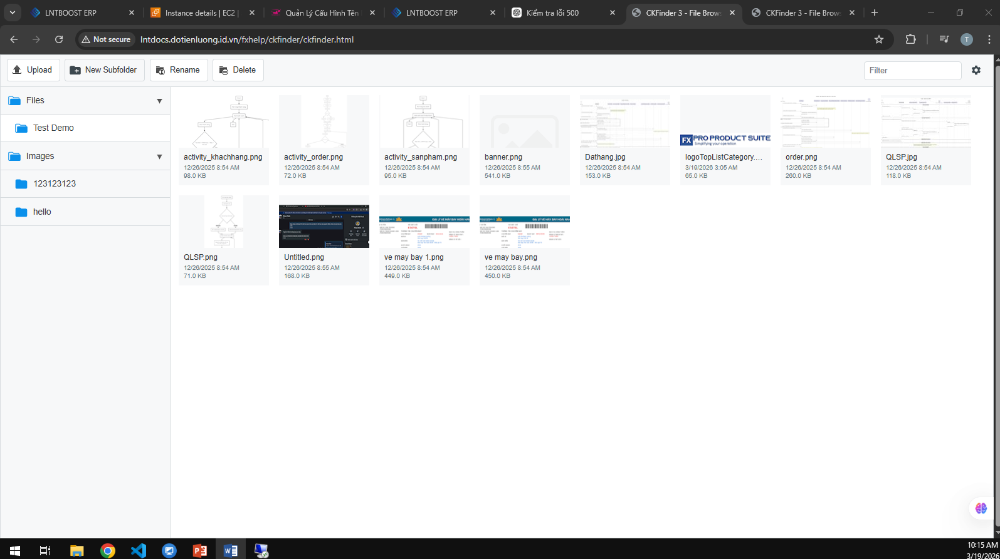 LNTBOOST ERP
Instance details | EC2 |
Quản Lý Cấu Hình Tên
LNTBOOST ERP
Kiểm tra lỗi 500
CKFinder 3 - File Brows
CKFinder 3 - File Brow
Not secure
lntdocs.dotienluong.id.vn/fxhelp/ckfinder/ckfinder.html
T
Upload
New Subfolder
Rename
Delete
Filter
Files
Test Demo
Images
123123123
hello
activity_khachhang.png
12/26/2025 8:54 AM
98.0 KB
activity_order.png
12/26/2025 8:54 AM
72.0 KB
activity_sanpham.png
12/26/2025 8:54 AM
95.0 KB
banner.png
12/26/2025 8:55 AM
541.0 KB
Dathang.jpg
12/26/2025 8:54 AM
153.0 KB
FX PRO PRODUCT SUITE
Simplifying your operation
logoTopListCategory....
3/19/2026 3:05 AM
65.0 KB
order.png
12/26/2025 8:54 AM
260.0 KB
QLSP.jpg
12/26/2025 8:54 AM
118.0 KB
QLSP.png
12/26/2025 8:54 AM
71.0 KB
Untitled.png
12/26/2025 8:55 AM
168.0 KB
ĐẠI LÝ VÉ MÁY BAY HOÀN NAM
ve may bay 1.png
12/26/2025 8:54 AM
449.0 KB
ĐẠI LÝ VÉ MÁY BAY HOÀN NAM
ve may bay.png
12/26/2025 8:54 AM
450.0 KB
10:15 AM
3/19/2026